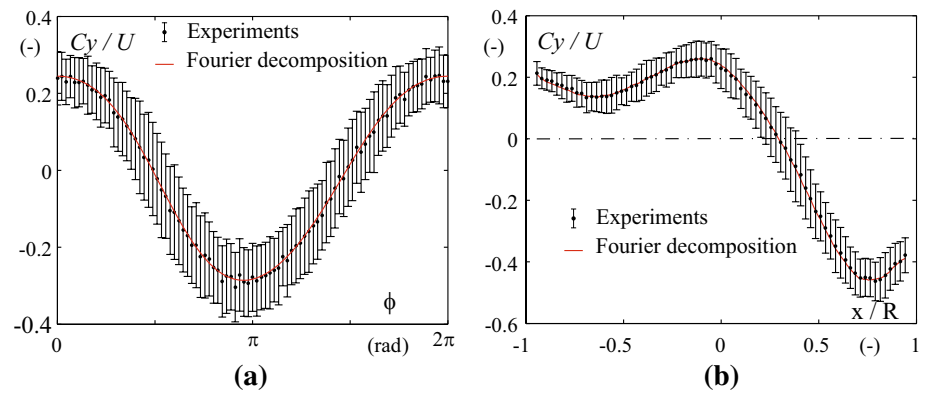 0.4
(-)
Cy / U
Experiments
Fourier decomposition
0.2
0
-0.2
-0.4
ϕ
0
π
(rad)
2π
(a)
0.4
(-)
Cy / U
0.2
0
-0.2
Experiments
Fourier decomposition
-0.4
x / R
-0.6
-1
-0.5
0
0.5
(-)
1
(b)